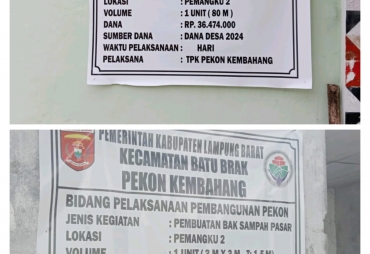 LOKASI : PEMANGKU 2
VOLUME : 1 UNIT ( 80 M )
DANA : RP. 36.474.000
SUMBER DANA : DANA DESA 2024
WAKTU PELAKSANAAN : HARI
PELAKSANA : TPK PEKON KEMBAHANG
PEMERINTAH KABUPATEN LAMPUNG BARAT
KECAMATAN BATU BRAK
PEKON KEMBAHANG
BIDANG PELAKSANAAN PEMBANGUNAN PEKON
JENIS KEGIATAN : PEMBUATAN BAK SAMPAH PASAR
LOKASI : PEMANGKU 2
VOLUME : 1 UNIT